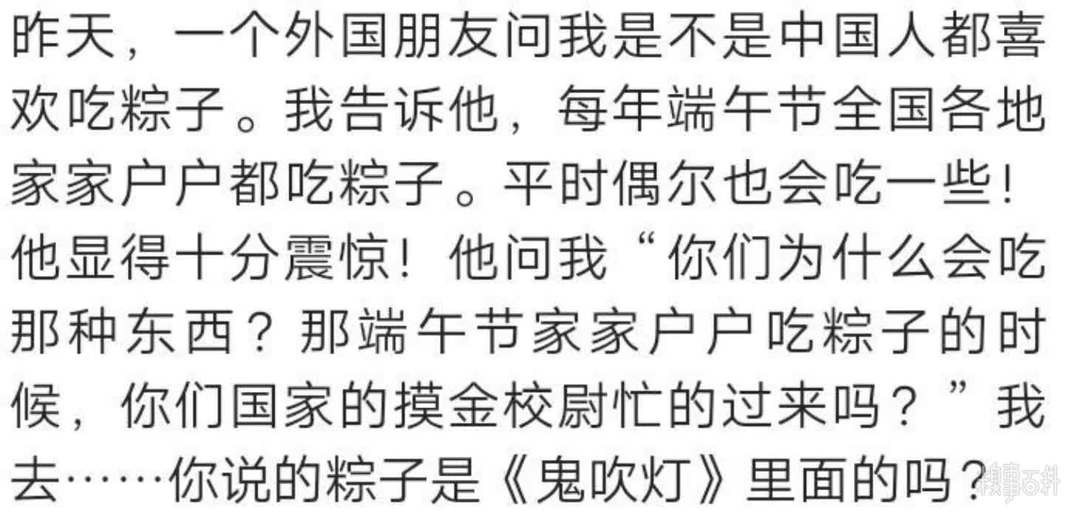 昨天，一个外国朋友问我是不是中国人都喜
欢吃粽子。我告诉他，每年端午节全国各地
家家户户都吃粽子。平时偶尔也会吃一些！
他显得十分震惊！他问我“你们为什么会吃
那种东西？那端午节家家户户吃粽子的时
候，你们国家的摸金校尉忙的过来吗？”我
去……你说的粽子是《鬼吹灯》里面的吗？
糗事百科